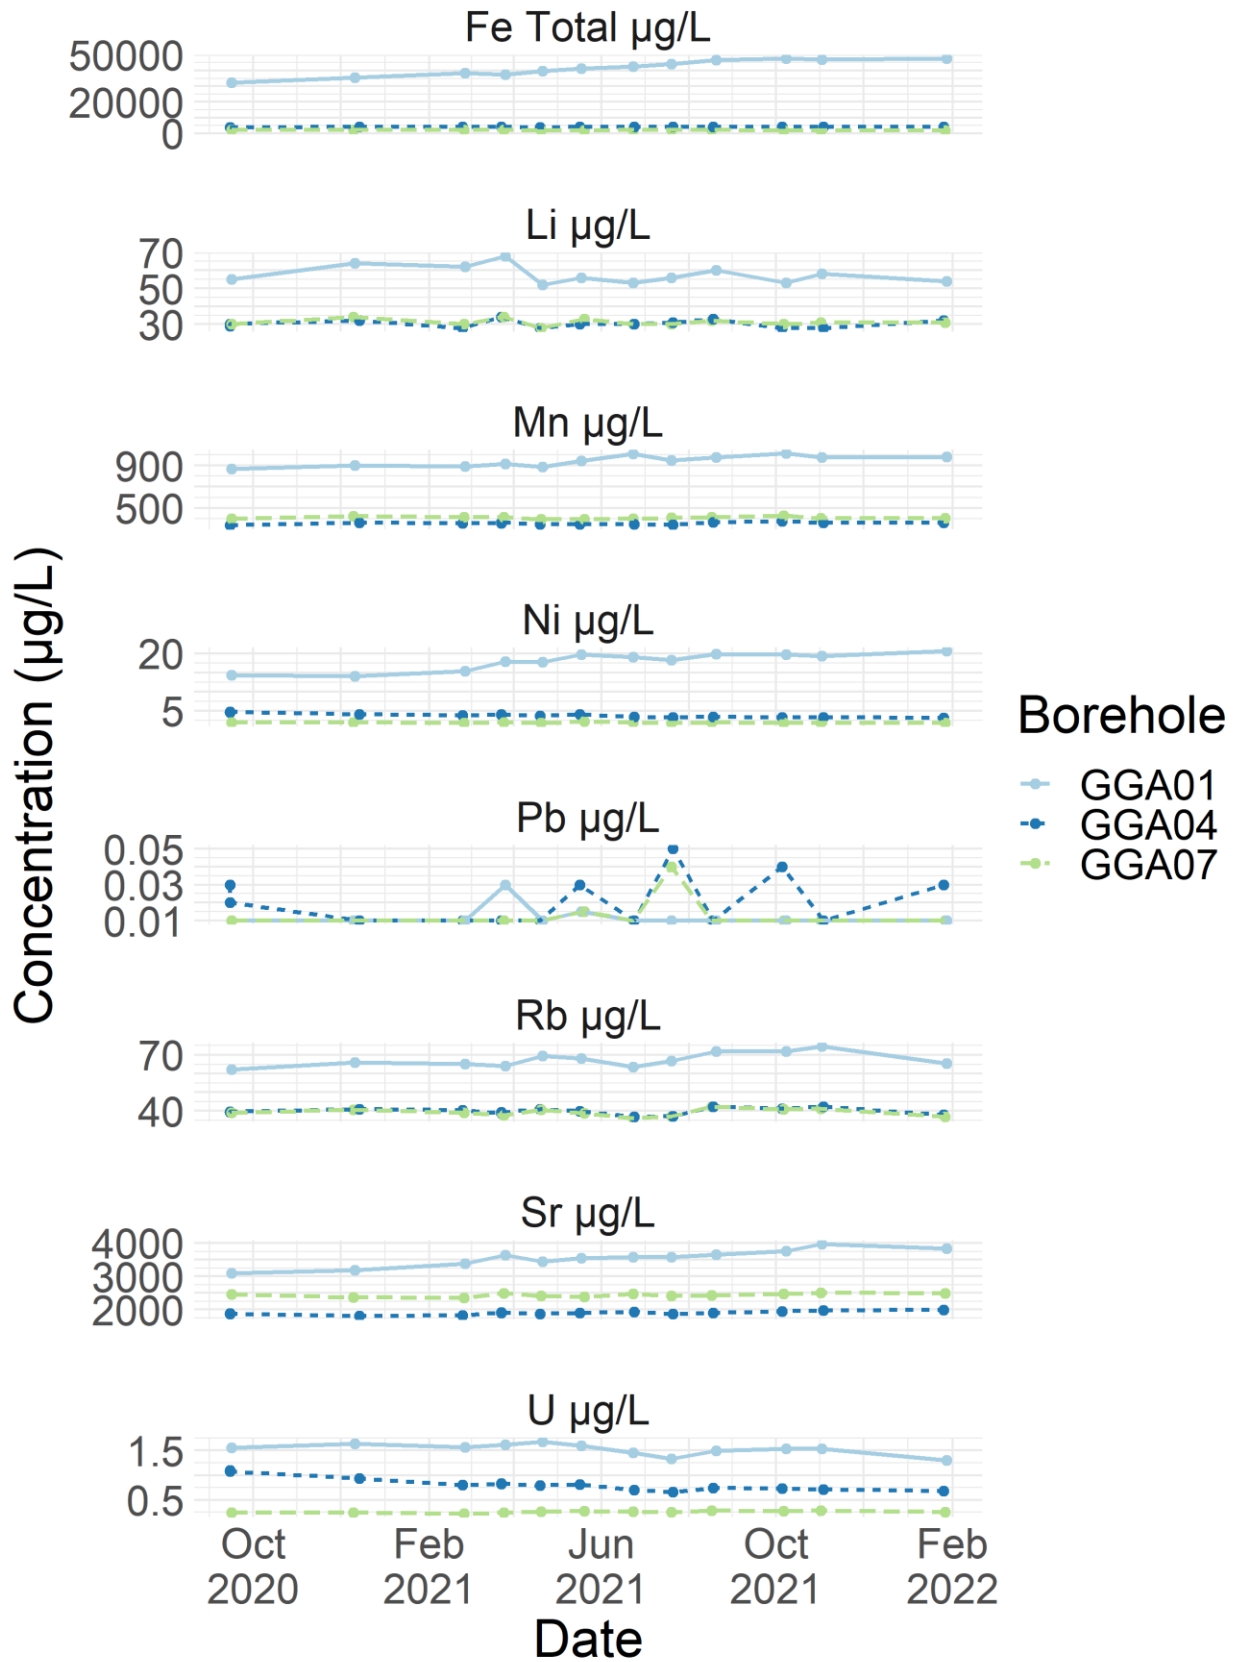 Fe Total µg/L
50000
20000
0
Li µg/L
70
50
30
Mn µg/L
900
500
Ni µg/L
20
5
Pb µg/L
0.05
0.03
0.01
Rb µg/L
70
40
Sr µg/L
4000
3000
2000
U µg/L
1.5
0.5
Oct Feb Jun Oct Feb
2020 2021 2021 2021 2022
Date
Concentration (µg/L)
Borehole
GGA01
GGA04
GGA07